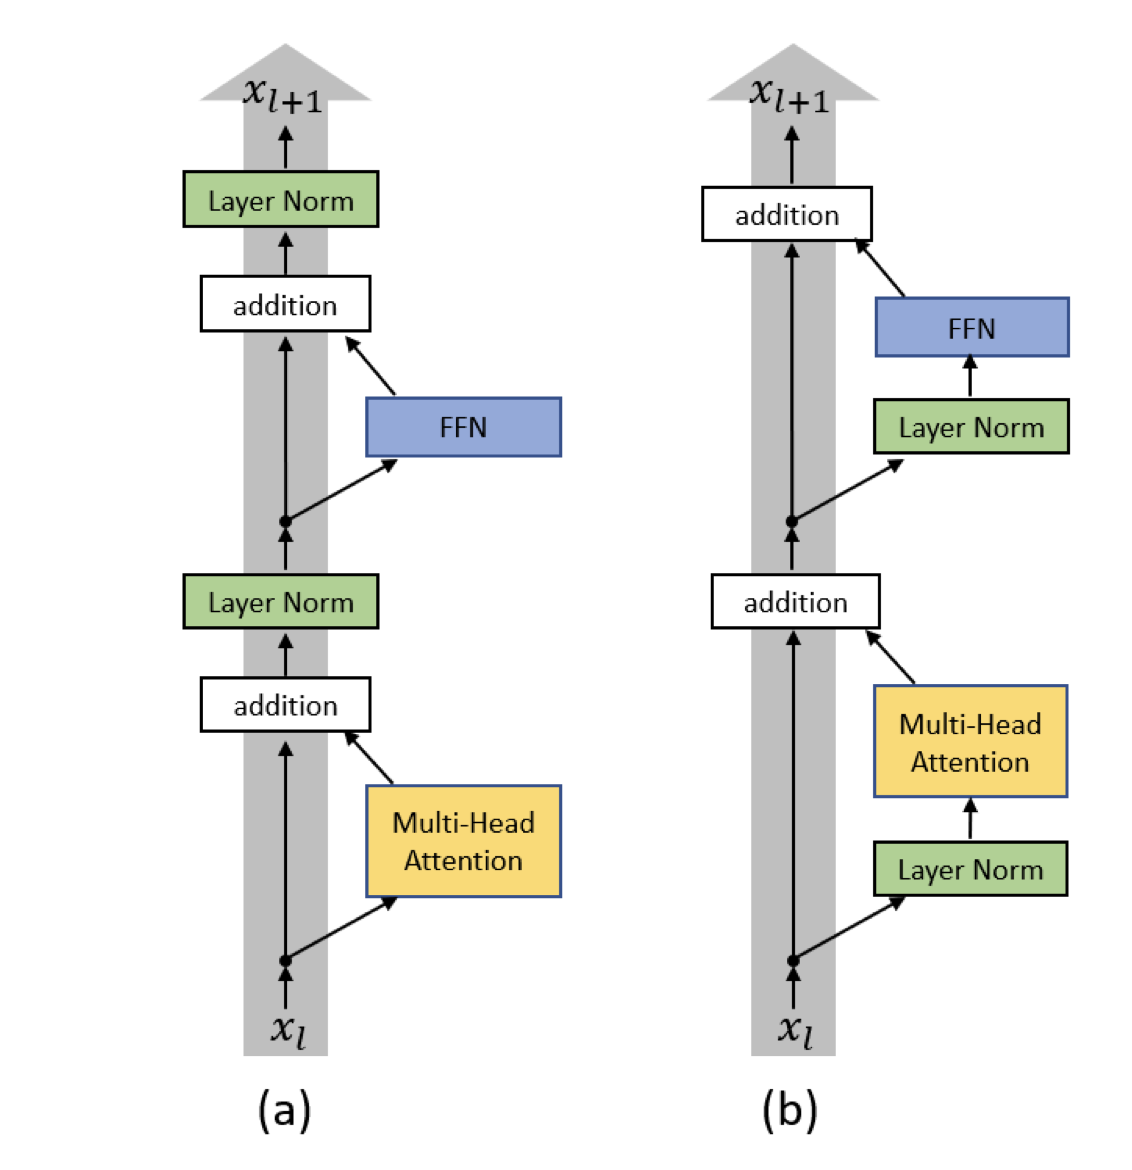 x_{l+1}
Layer Norm
addition
FFN
Layer Norm
addition
Multi-Head
Attention
x_l
(a)
x_{l+1}
addition
FFN
Layer Norm
addition
Multi-Head
Attention
Layer Norm
x_l
(b)